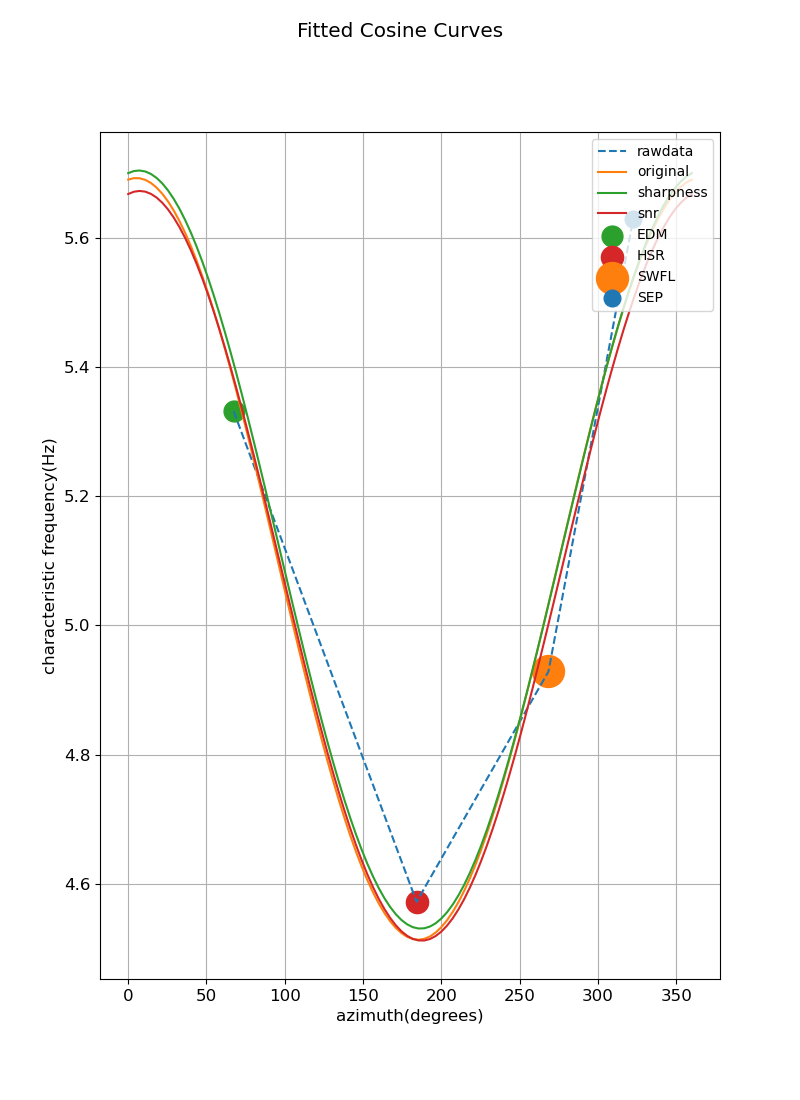 Fitted Cosine Curves
rawdata
original
sharpness
snr
EDM
HSR
SWFL
SEP
characteristic frequency(Hz)
5.6
5.4
5.2
5.0
4.8
4.6
0 50 100 150 200 250 300 350
azimuth(degrees)